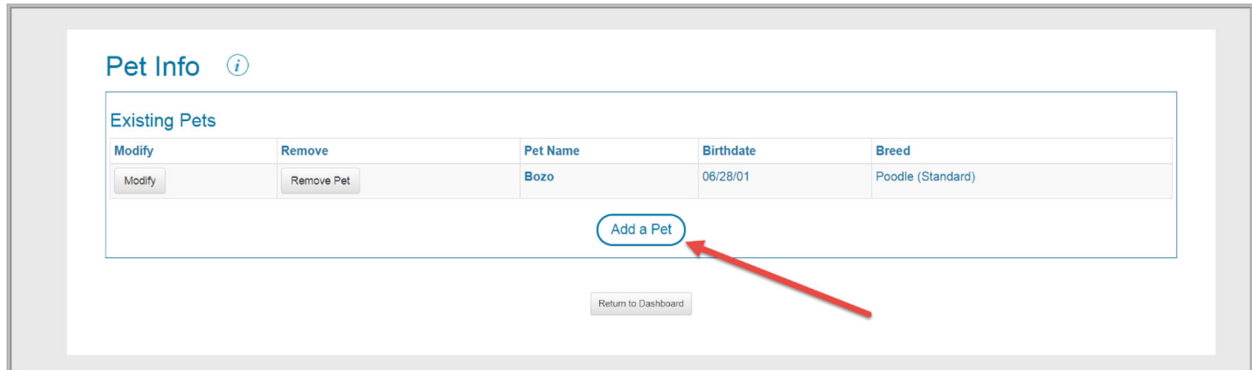 Pet Info i
Existing Pets
Modify Remove Pet Name Birthdate Breed
Modify Remove Pet Bozo 06/28/01 Poodle (Standard)
Add a Pet
Return to Dashboard